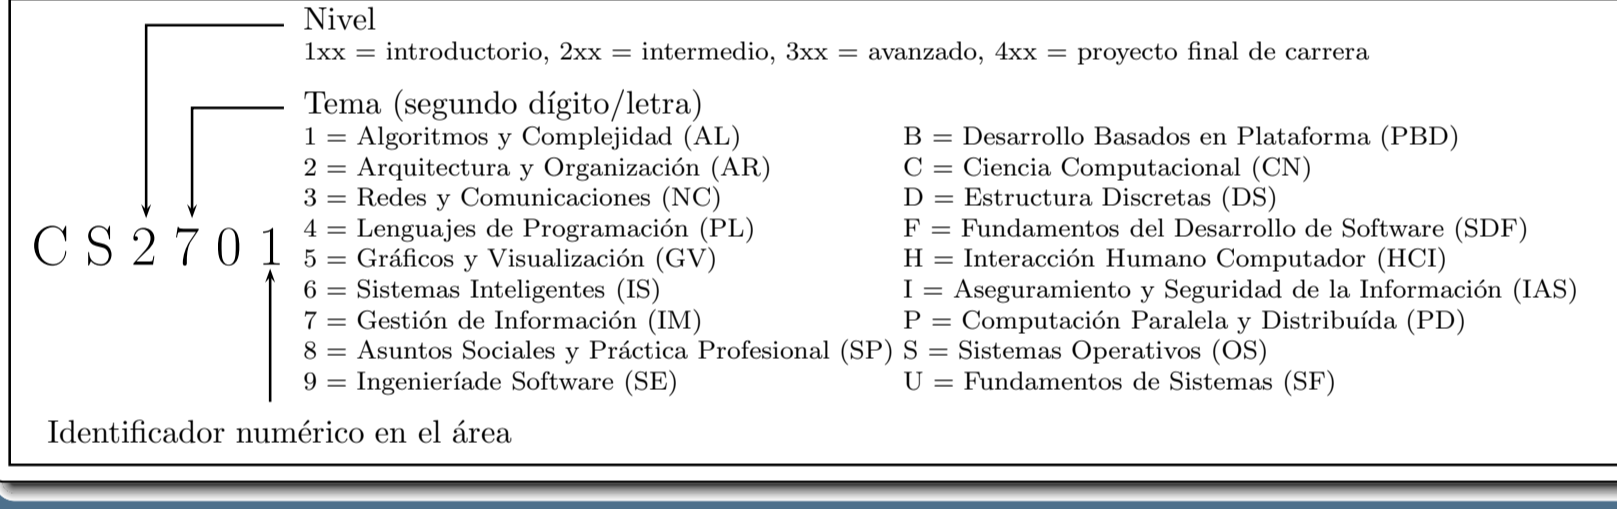 Nivel
1xx = introductorio, 2xx = intermedio, 3xx = avanzado, 4xx = proyecto final de carrera
Tema (segundo dígito/letra)
1 = Algoritmos y Complejidad (AL) B = Desarrollo Basados en Plataforma (PBD)
2 = Arquitectura y Organización (AR) C = Ciencia Computacional (CN)
3 = Redes y Comunicaciones (NC) D = Estructura Discretas (DS)
4 = Lenguajes de Programación (PL) F = Fundamentos del Desarrollo de Software (SDF)
C S 2 7 0 1
5 = Gráficos y Visualización (GV) H = Interacción Humano Computador (HCI)
6 = Sistemas Inteligentes (IS) I = Aseguramiento y Seguridad de la Información (IAS)
7 = Gestión de Información (IM) P = Computación Paralela y Distribuída (PD)
8 = Asuntos Sociales y Práctica Profesional (SP) S = Sistemas Operativos (OS)
9 = Ingenieríade Software (SE) U = Fundamentos de Sistemas (SF)
Identificador numérico en el área